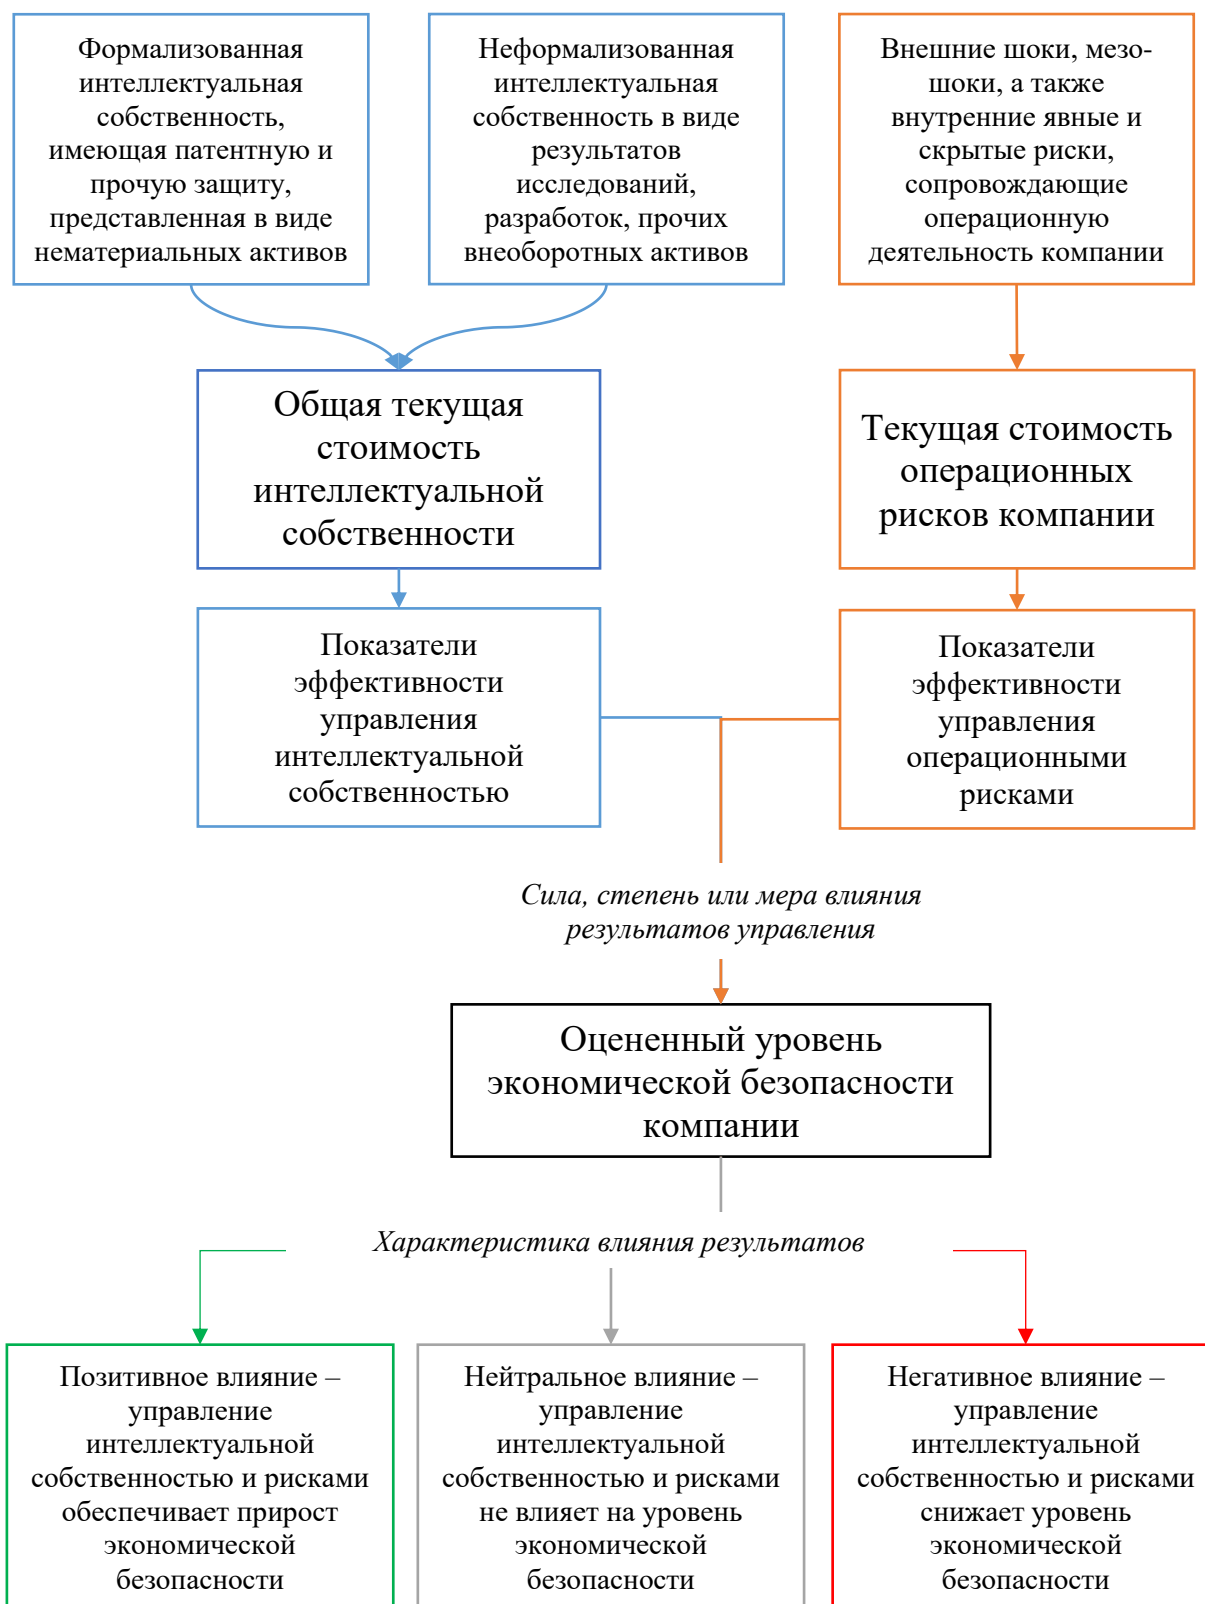 Формализованная
интеллектуальная
собственность,
имеющая патентную и
прочую защиту,
представленная в виде
нематериальных активов
Неформализованная
интеллектуальная
собственность в виде
результатов
исследований,
разработок, прочих
внеоборотных активов
Внешние шоки, мезо-
шоки, а также
внутренние явные и
скрытые риски,
сопровождающие
операционную
деятельность компании
Общая текущая
стоимость
интеллектуальной
собственности
Текущая стоимость
операционных
рисков компании
Показатели
эффективности
управления
интеллектуальной
собственностью
Показатели
эффективности
управления
операционными
рисками
Сила, степень или мера влияния
результатов управления
Оцененный уровень
экономической безопасности
компании
Характеристика влияния результатов
Позитивное влияние –
управление
интеллектуальной
собственностью и рисками
обеспечивает прирост
экономической
безопасности
Нейтральное влияние –
управление
интеллектуальной
собственностью и рисками
не влияет на уровень
экономической
безопасности
Негативное влияние –
управление
интеллектуальной
собственностью и рисками
снижает уровень
экономической
безопасности